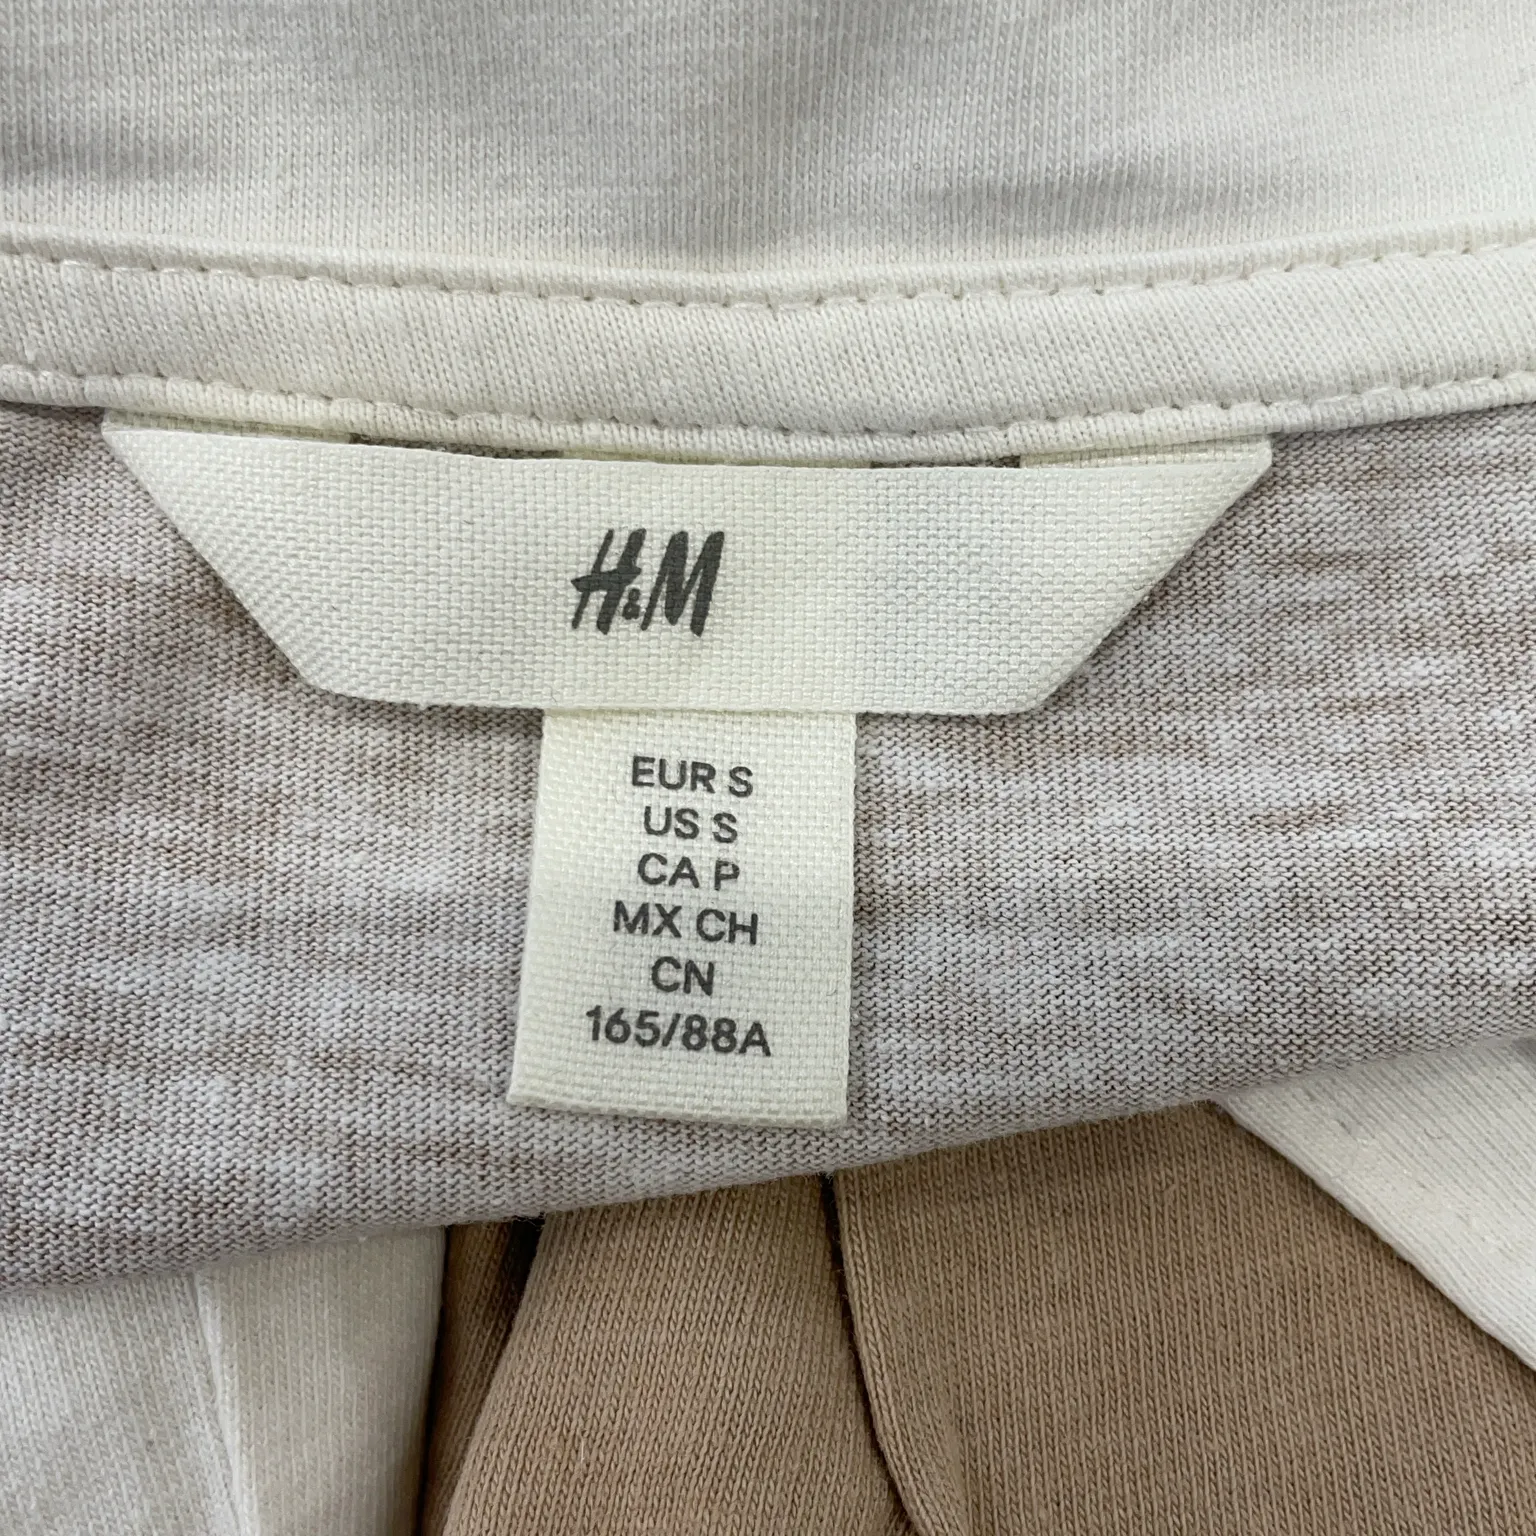 H&M
EUR S
US S
CA P
MX CH
CN
165/88A